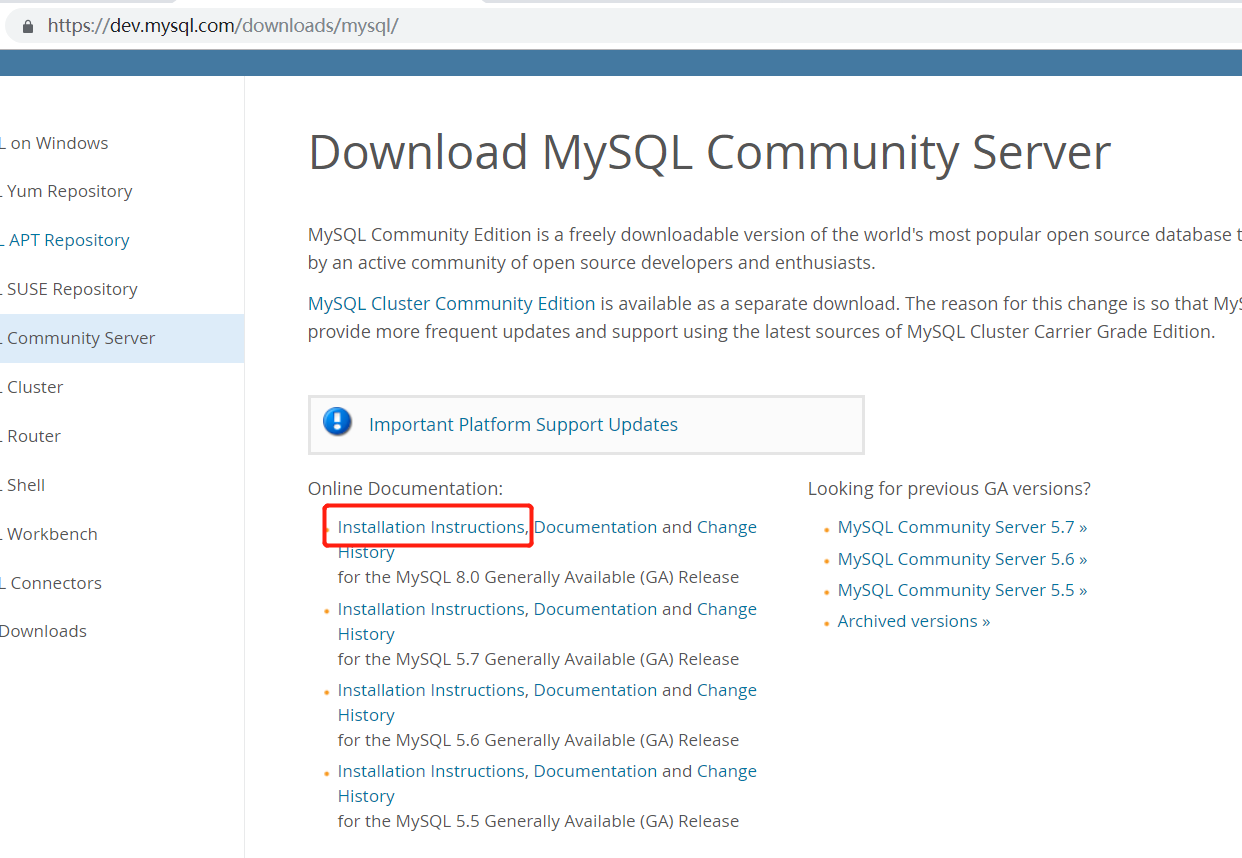 https://dev.mysql.com/downloads/mysql/
L on Windows
Yum Repository
APT Repository
SUSE Repository
Community Server
Cluster
Router
Shell
Workbench
L Connectors
Downloads
Download MySQL Community Server
MySQL Community Edition is a freely downloadable version of the world's most popular open source database t
by an active community of open source developers and enthusiasts.
MySQL Cluster Community Edition is available as a separate download. The reason for this change is so that MyS
provide more frequent updates and support using the latest sources of MySQL Cluster Carrier Grade Edition.
Important Platform Support Updates
Online Documentation:
Installation Instructions, Documentation and Change
History
for the MySQL 8.0 Generally Available (GA) Release
Installation Instructions, Documentation and Change
History
for the MySQL 5.7 Generally Available (GA) Release
Installation Instructions, Documentation and Change
History
for the MySQL 5.6 Generally Available (GA) Release
Installation Instructions, Documentation and Change
History
for the MySQL 5.5 Generally Available (GA) Release
Looking for previous GA versions?
MySQL Community Server 5.7 »
MySQL Community Server 5.6 »
MySQL Community Server 5.5 »
Archived versions »